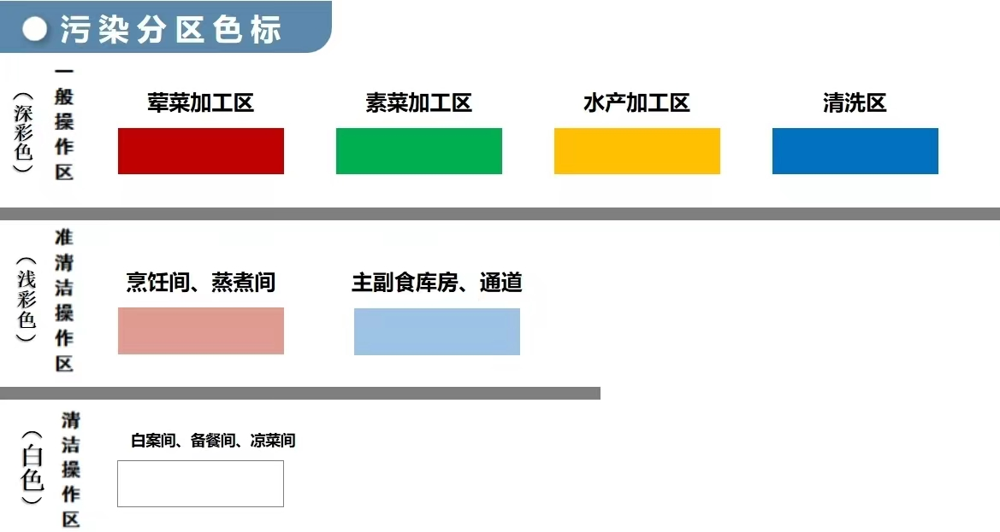 污染分区色标
（深彩色）
一般操作区
荤菜加工区
素菜加工区
水产加工区
清洗区
（浅彩色）
准清洁操作区
烹饪间、蒸煮间
主副食库房、通道
（白色）
清洁操作区
白案间、备餐间、凉菜间